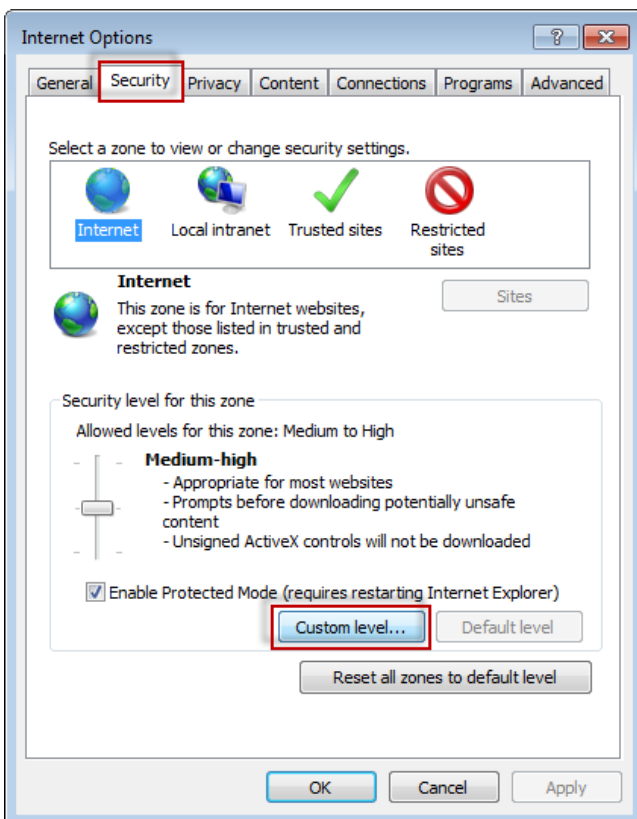 Internet Options
General Security Privacy Content Connections Programs Advanced
Select a zone to view or change security settings.
Internet Local intranet Trusted sites Restricted
sites
Internet
Sites
This zone is for Internet websites,
except those listed in trusted and
restricted zones.
Security level for this zone
Allowed levels for this zone: Medium to High
Medium-high
- Appropriate for most websites
- Prompts before downloading potentially unsafe
content
- Unsigned ActiveX controls will not be downloaded
Enable Protected Mode (requires restarting Internet Explorer)
Custom level... Default level
Reset all zones to default level
OK Cancel Apply